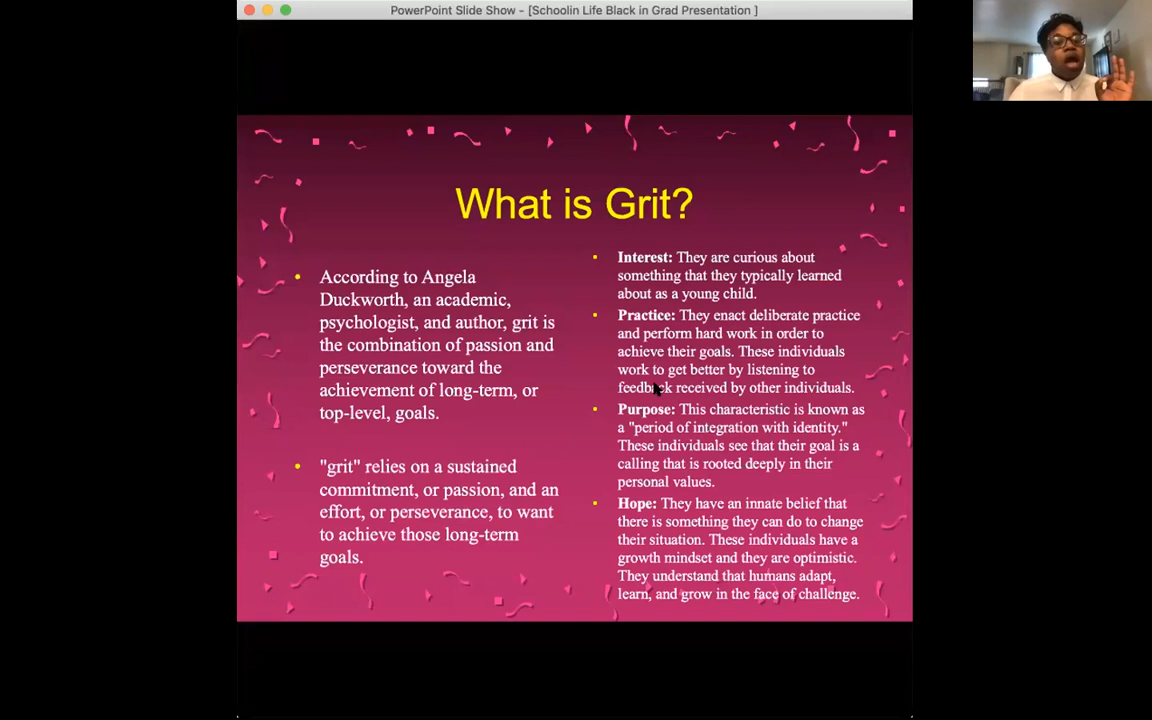 PowerPoint Slide Show - [Schoolin Life Black in Grad Presentation ]
What is Grit?
• According to Angela
Duckworth, an academic,
psychologist, and author, grit is
the combination of passion and
perseverance toward the
achievement of long-term, or
top-level, goals.
• "grit" relies on a sustained
commitment, or passion, and an
effort, or perseverance, to want
to achieve those long-term
goals.
• Interest: They are curious about
something that they typically learned
about as a young child.
• Practice: They enact deliberate practice
and perform hard work in order to
achieve their goals. These individuals
work to get better by listening to
feedback received by other individuals.
• Purpose: This characteristic is known as
a "period of integration with identity."
These individuals see that their goal is a
calling that is rooted deeply in their
personal values.
• Hope: They have an innate belief that
there is something they can do to change
their situation. These individuals have a
growth mindset and they are optimistic.
They understand that humans adapt,
learn, and grow in the face of challenge.